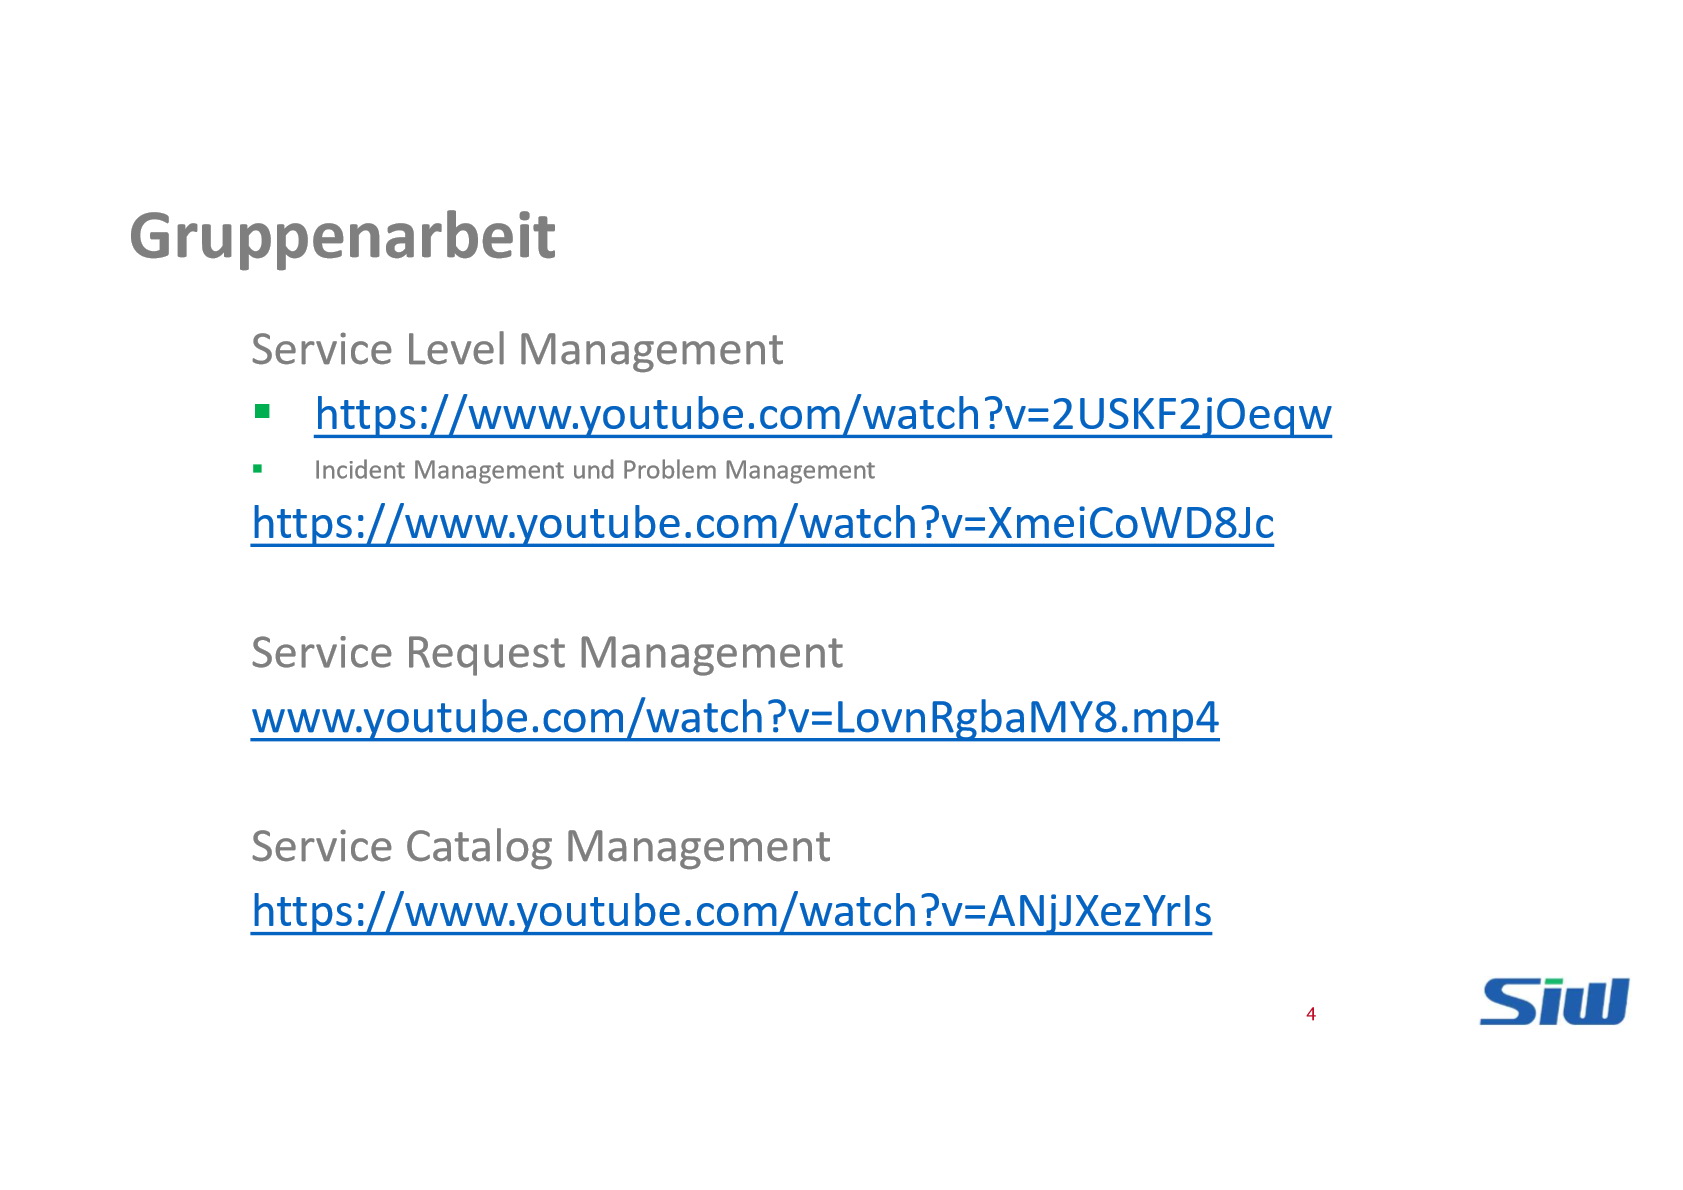 Gruppenarbeit
Service Level Management
▪ https://www.youtube.com/watch?v=2USKF2jOeqw
▪ Incident Management und Problem Management
https://www.youtube.com/watch?v=XmeiCoWD8Jc
Service Request Management
www.youtube.com/watch?v=LovnRgbaMY8.mp4
Service Catalog Management
https://www.youtube.com/watch?v=ANjJXezYrIs
4
Siw